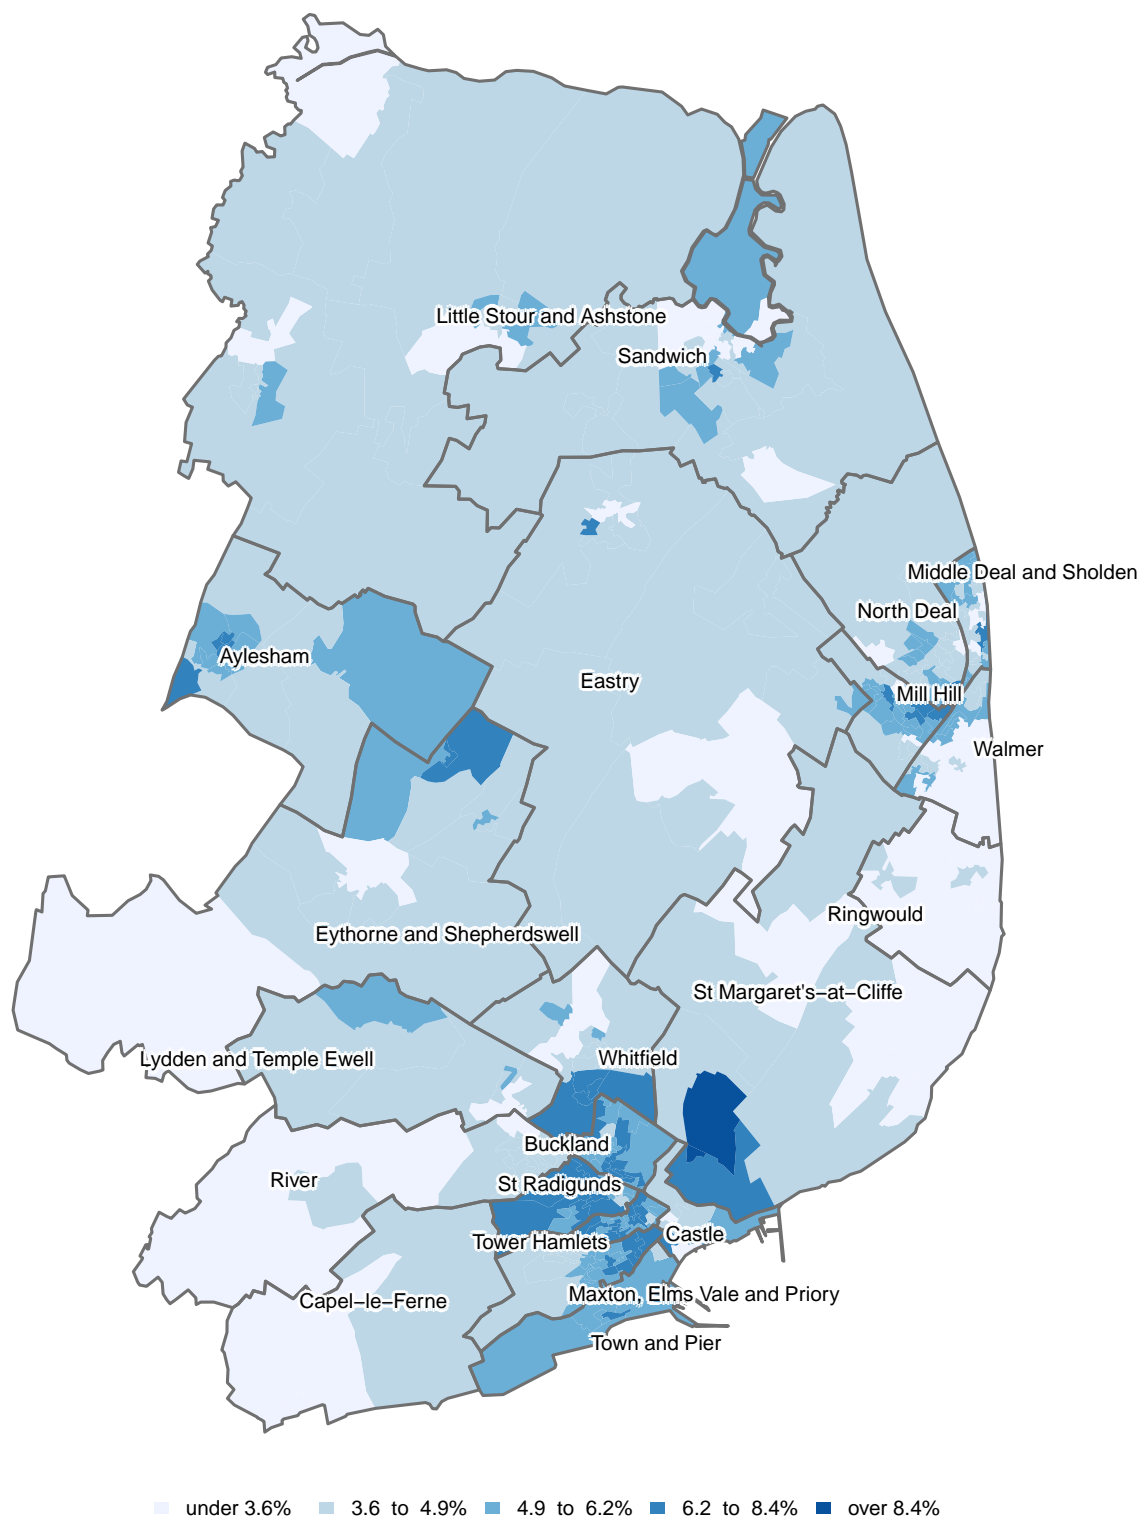 Little Stour and Ashstone
Sandwich
Middle Deal and Sholden
North Deal
Aylesham
Eastry
Mill Hill
Walmer
Ringwould
Eythorne and Shepherdswell
St Margaret's−at−Cliffe
Lydden and Temple Ewell
Whitfield
Buckland
River
St Radigunds
Castle
Tower Hamlets
Maxton, Elms Vale and Priory
Capel−le−Ferne
Town and Pier
under 3.6% 3.6 to 4.9% 4.9 to 6.2% 6.2 to 8.4% over 8.4%